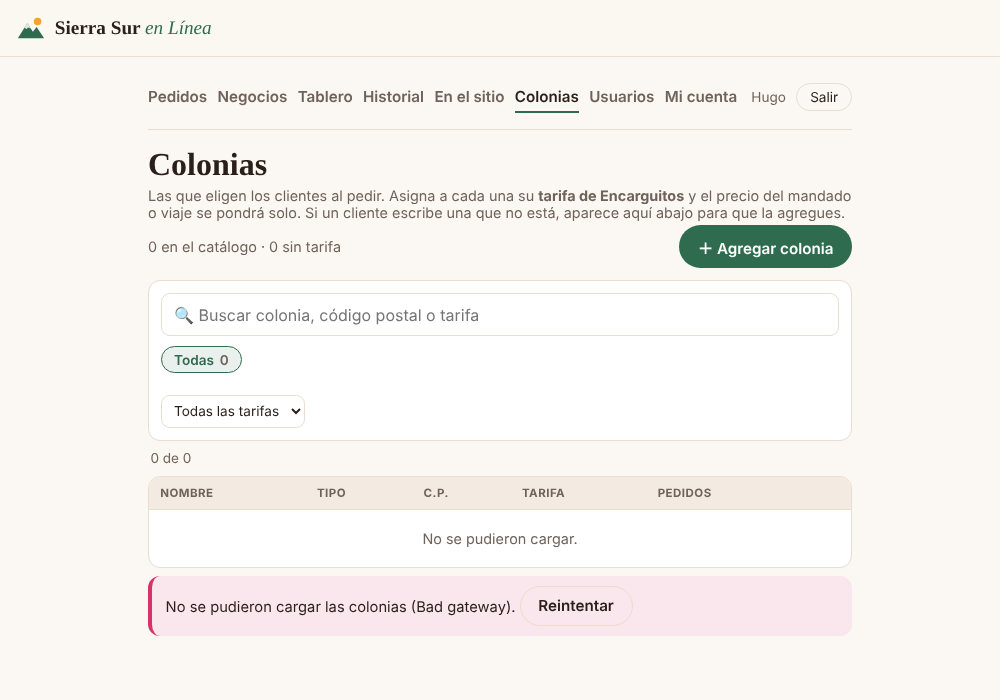 Sierra Sur en Línea
Pedidos Negocios Tablero Historial En el sitio Colonias Usuarios Mi cuenta Hugo Salir
Colonias
Las que eligen los clientes al pedir. Asigna a cada una su tarifa de Encarguitos y el precio del mandado
o viaje se pondrá solo. Si un cliente escribe una que no está, aparece aquí abajo para que la agregues.
0 en el catálogo · 0 sin tarifa
+ Agregar colonia
🔍 Buscar colonia, código postal o tarifa
Todas 0
Todas las tarifas
0 de 0
NOMBRE TIPO C.P. TARIFA PEDIDOS
No se pudieron cargar.
No se pudieron cargar las colonias (Bad gateway). Reintentar